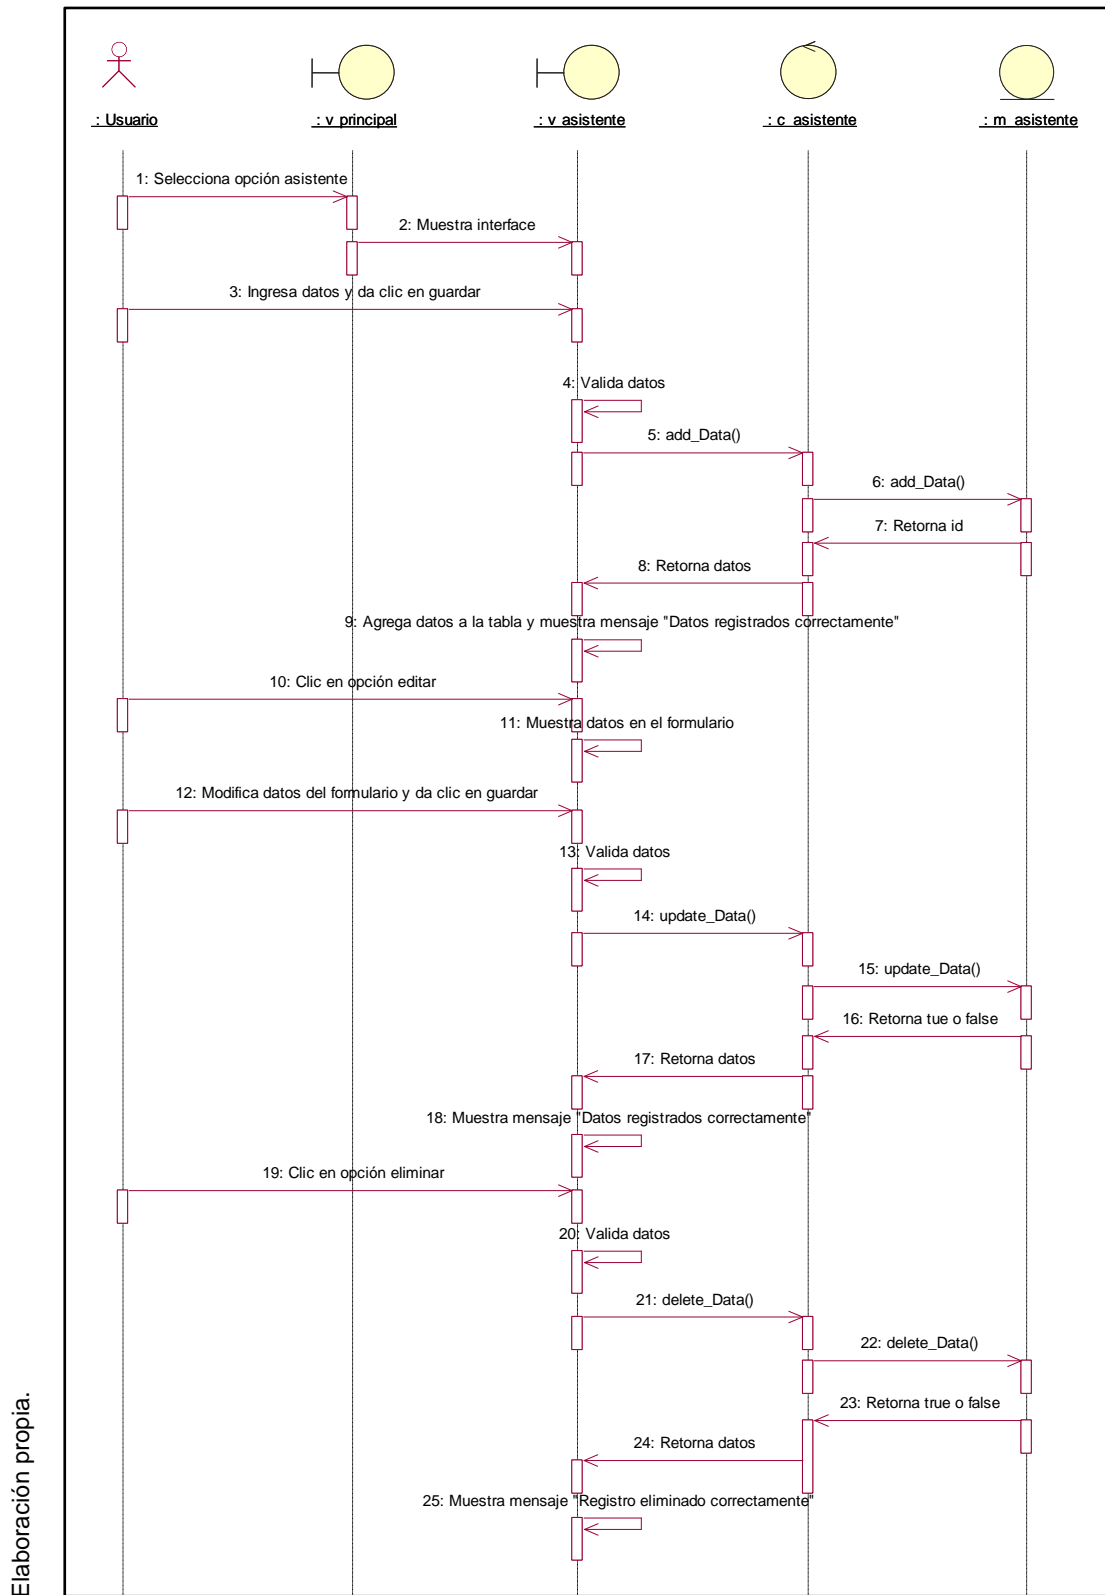 : Usuario
: v_principal
: v_asistente
: c_asistente
: m_asistente
1: Selecciona opción asistente
2: Muestra interface
3: Ingresa datos y da clic en guardar
4: Valida datos
5: add_Data()
6: add_Data()
7: Retorna id
8: Retorna datos
9: Agrega datos a la tabla y muestra mensaje "Datos registrados correctamente"
10: Clic en opción editar
11: Muestra datos en el formulario
12: Modifica datos del formulario y da clic en guardar
13: Valida datos
14: update_Data()
15: update_Data()
16: Retorna tue o false
17: Retorna datos
18: Muestra mensaje "Datos registrados correctamente"
19: Clic en opción eliminar
20: Valida datos
21: delete_Data()
22: delete_Data()
23: Retorna true o false
24: Retorna datos
25: Muestra mensaje "Registro eliminado correctamente"
Elaboración propia.